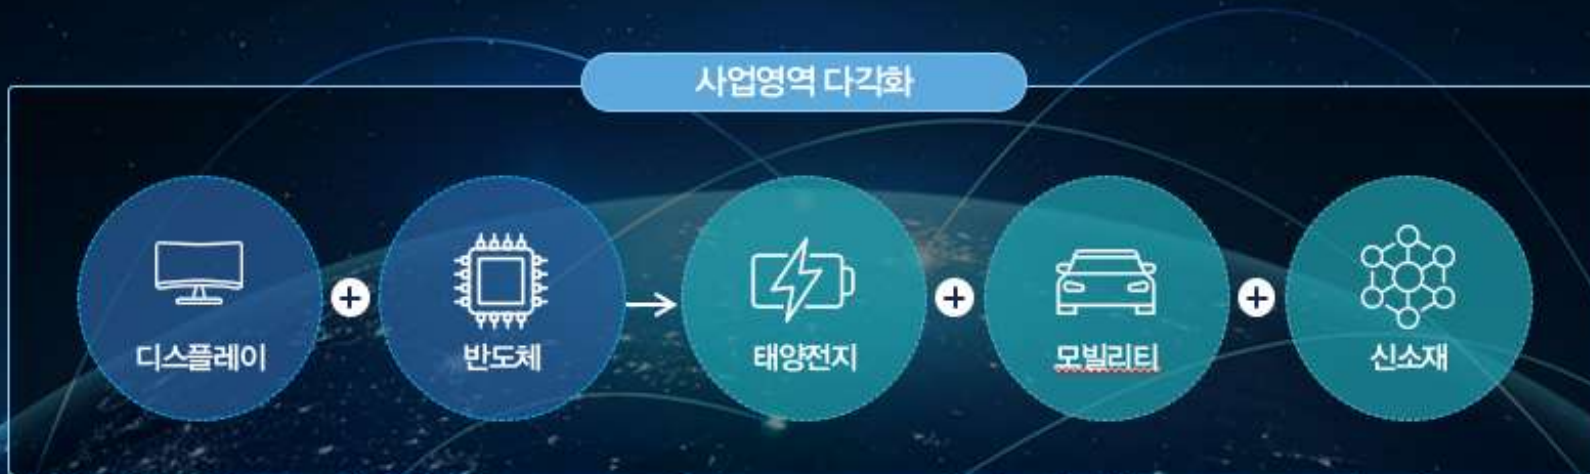 사업영역 다각화
디스플레이
반도체
태양전지
모빌리티
신소재